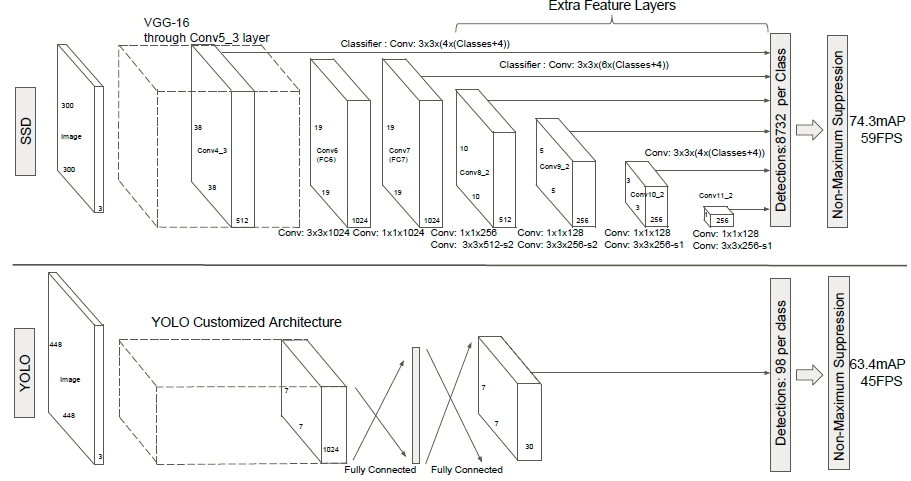 Extra Feature Layers
VGG-16
through Conv5_3 layer
Classifier : Conv: 3x3x(4x(Classes+4))
Classifier : Conv: 3x3x(6x(Classes+4))
SSD
300
Image
300
3
38
Conv4_3
38
512
19
Conv6
(FC6)
19
1024
19
Conv7
(FC7)
19
1024
10
Conv8_2
10
512
5
Conv9_2
5
256
Conv: 3x3x(4x(Classes+4))
3
Conv10_2
3
256
Conv11_2
1
256
Detections:8732 per Class
Non-Maximum Suppression
74.3mAP
59FPS
Conv: 3x3x1024
Conv: 1x1x1024
Conv: 1x1x256
Conv: 3x3x512-s2
Conv: 1x1x128
Conv: 3x3x256-s2
Conv: 1x1x128
Conv: 3x3x256-s1
Conv: 1x1x128
Conv: 3x3x256-s1
YOLO
448
Image
448
3
YOLO Customized Architecture
7
7
1024
Fully Connected
Fully Connected
7
7
30
Detections: 98 per class
Non-Maximum Suppression
63.4mAP
45FPS